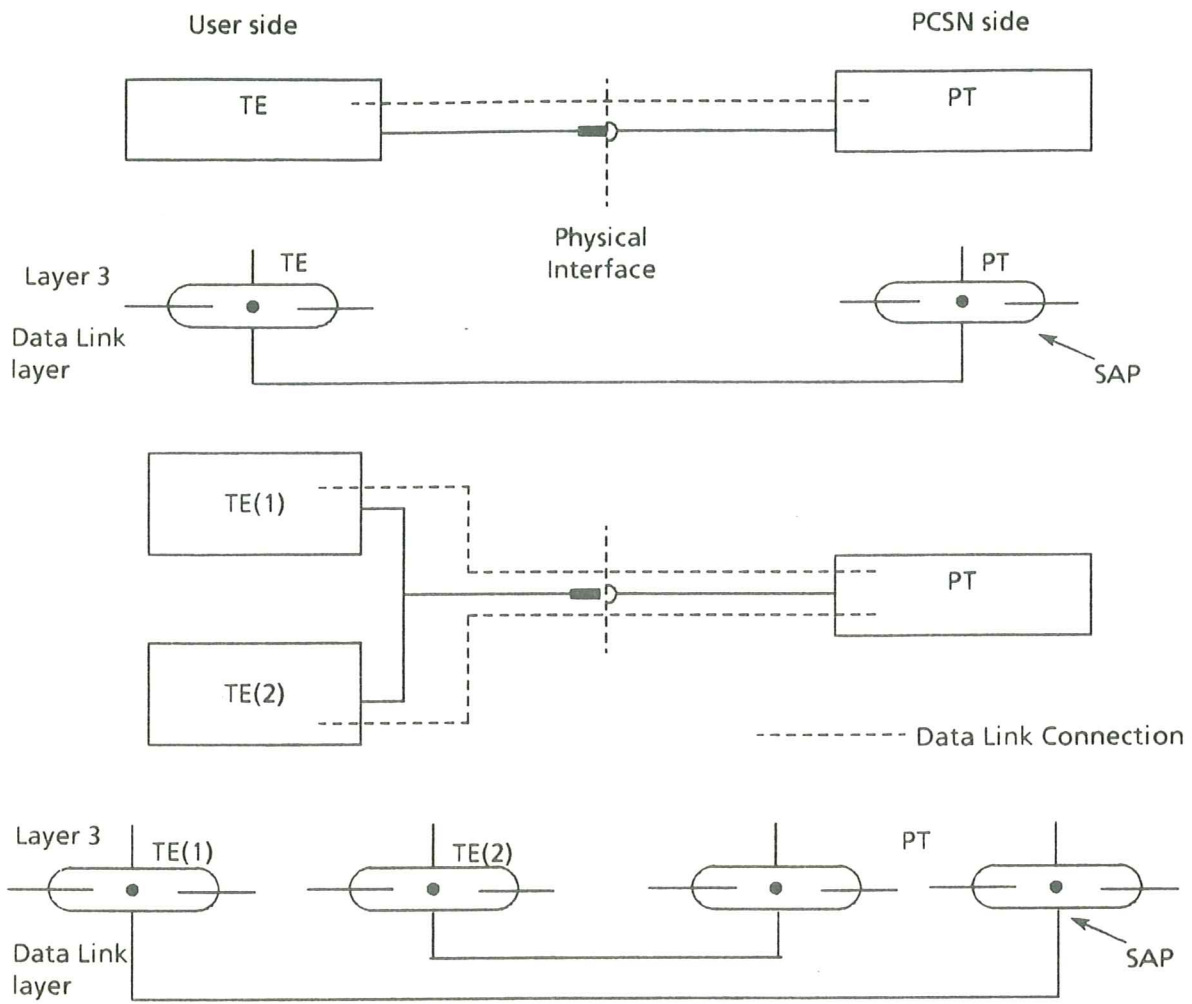 User side
PCSN side
TE
PT
Physical
Interface
Layer 3
TE
PT
Data Link
layer
SAP
TE(1)
PT
TE(2)
Data Link Connection
Layer 3
TE(1)
TE(2)
PT
Data Link
layer
SAP